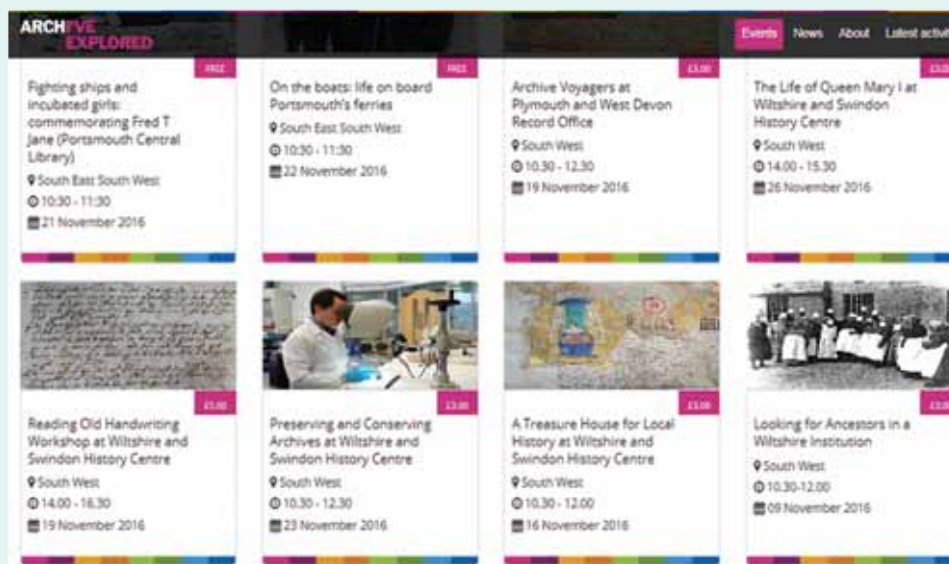 ARCHIVE
EXPLORED
Events News About Latest activit
FREE
Fighting ships and
incubated girls:
commemorating Fred T
Jane (Portsmouth Central
Library)
South East South West
10:30 - 11:30
21 November 2016
FREE
On the boats: life on board
Portsmouth's ferries
South East South West
10:30 - 11:30
22 November 2016
£3.00
Archive Voyagers at
Plymouth and West Devon
Record Office
South West
10.30 - 12.30
19 November 2016
£3.00
The Life of Queen Mary I at
Wiltshire and Swindon
History Centre
South West
14.00 - 15.30
26 November 2016
Reading Old Handwriting
Workshop at Wiltshire and
Swindon History Centre
South West
14.00 - 16.30
19 November 2016
£3.00
Preserving and Conserving
Archives at Wiltshire and
Swindon History Centre
South West
10.30 - 12.30
23 November 2016
£3.00
A Treasure House for Local
History at Wiltshire and
Swindon History Centre
South West
10.30 - 12.00
16 November 2016
£3.00
Looking for Ancestors in a
Wiltshire Institution
South West
10.30-12.00
09 November 2016